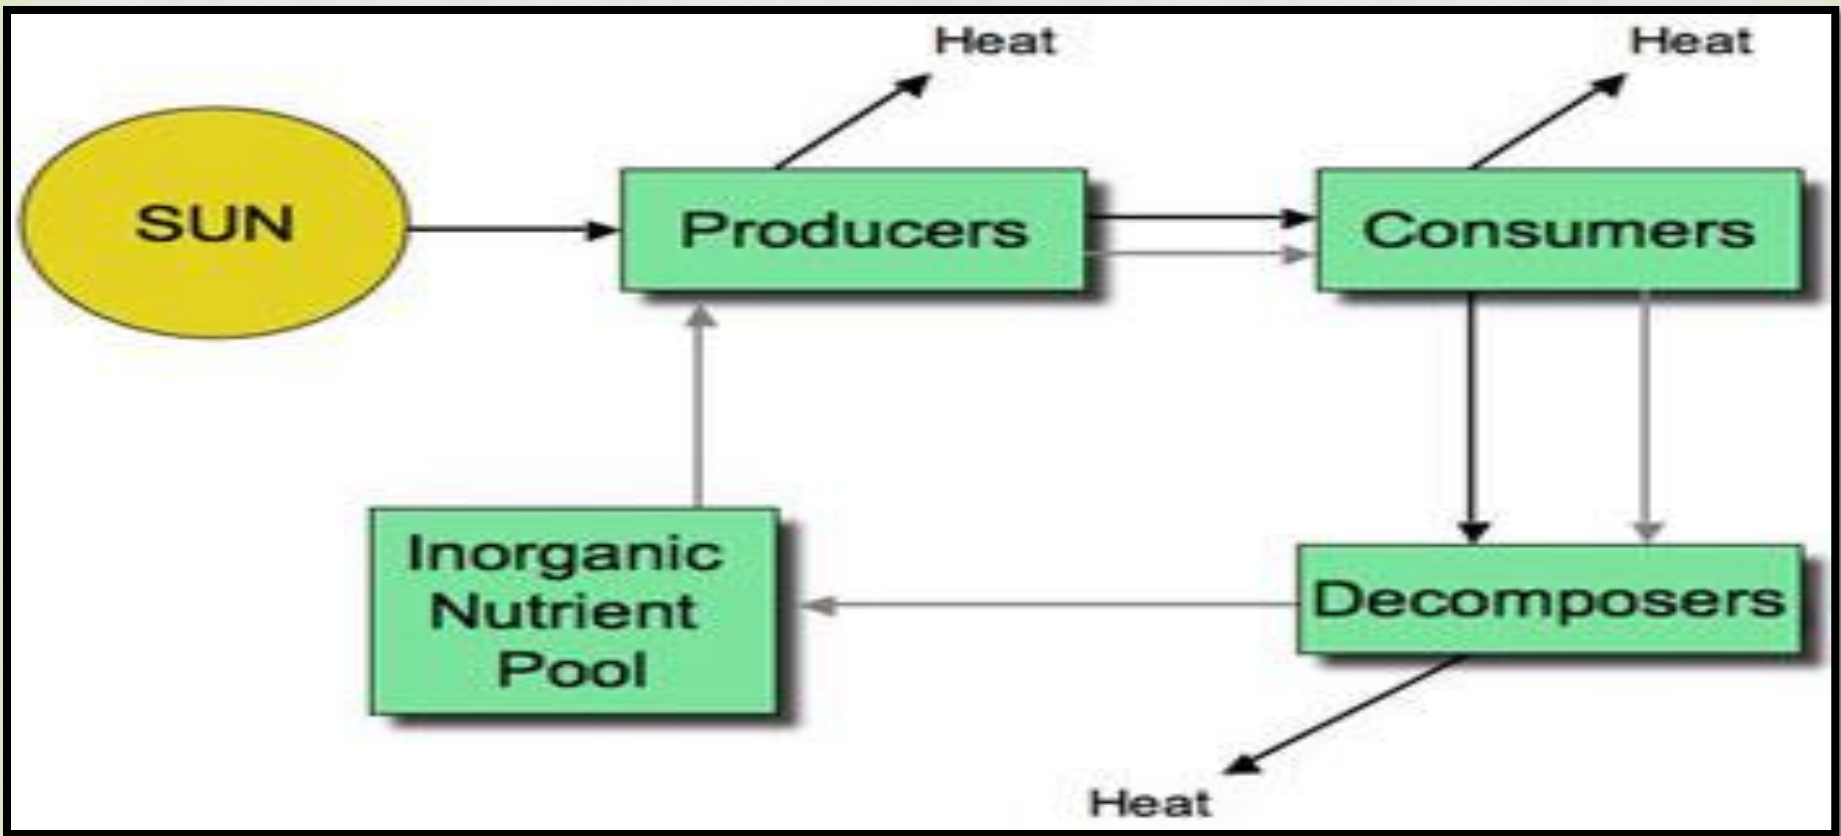 Heat
Heat
SUN
Producers
Consumers
Inorganic
Nutrient
Pool
Decomposers
Heat